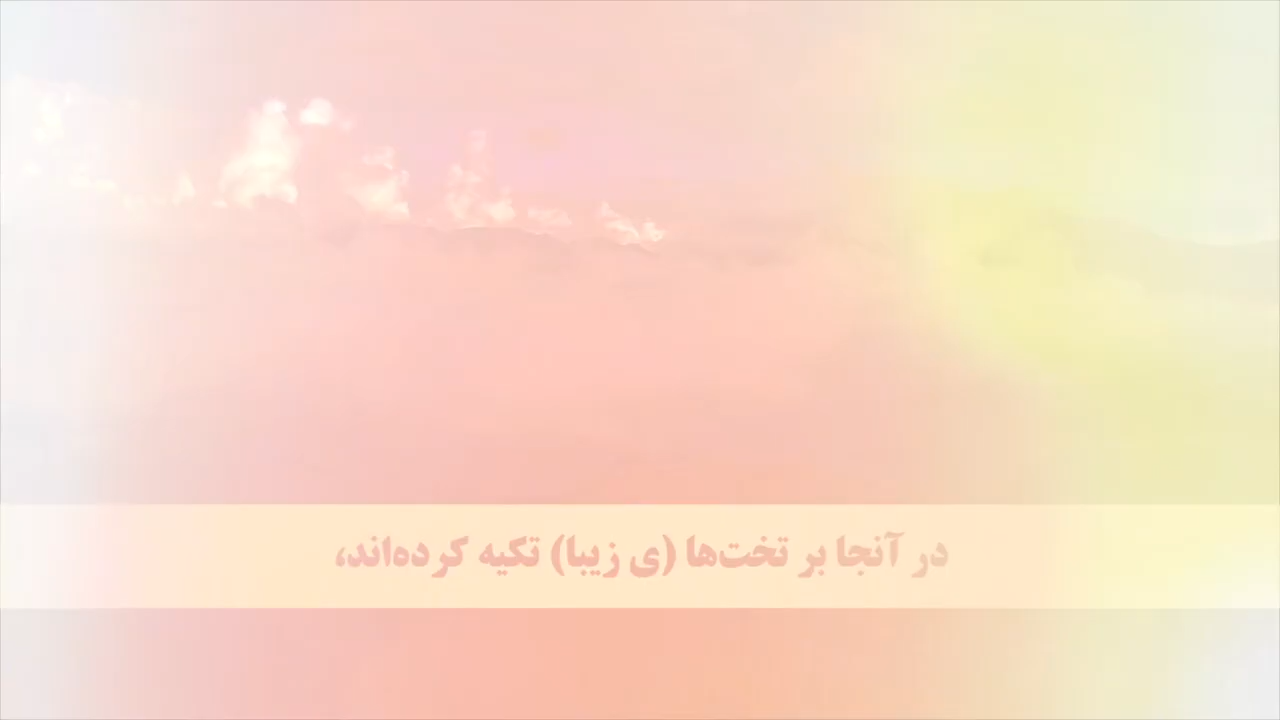 در آنجا بر تخت‌ها (ی زیبا) تکیه کرده‌اند،